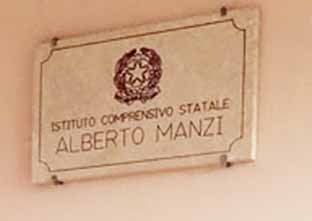 ISTITUTO COMPRENSIVO STATALE
ALBERTO MANZI